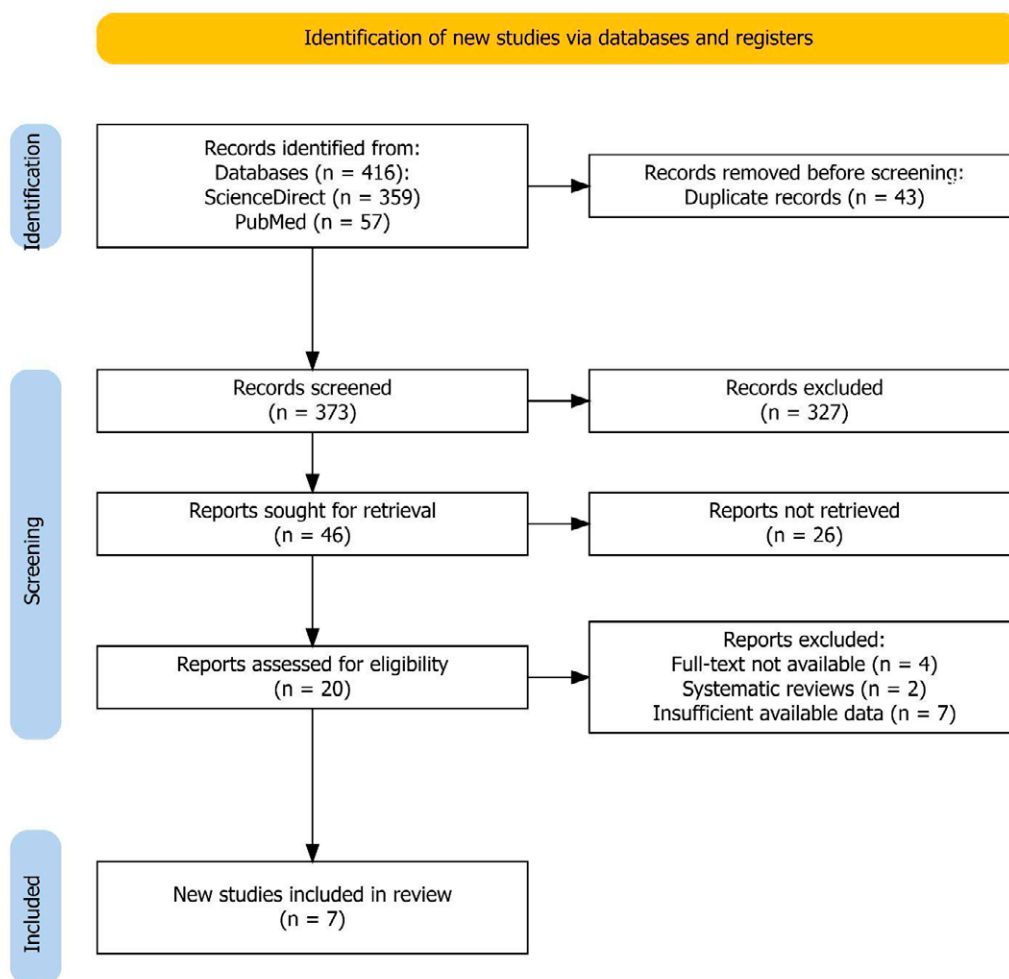 Identification of new studies via databases and registers
Identification
Records identified from:
Databases (n = 416):
ScienceDirect (n = 359)
PubMed (n = 57)
Records removed before screening:
Duplicate records (n = 43)
Screening
Records screened
(n = 373)
Records excluded
(n = 327)
Reports sought for retrieval
(n = 46)
Reports not retrieved
(n = 26)
Reports assessed for eligibility
(n = 20)
Reports excluded:
Full-text not available (n = 4)
Systematic reviews (n = 2)
Insufficient available data (n = 7)
Included
New studies included in review
(n = 7)